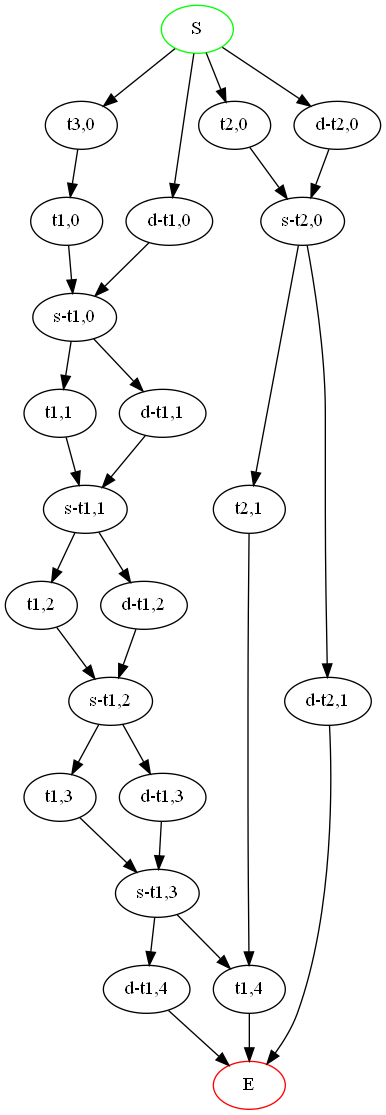 S
t3,0
t2,0
d-t2,0
t1,0
d-t1,0
s-t2,0
s-t1,0
t1,1
d-t1,1
s-t1,1
t2,1
t1,2
d-t1,2
s-t1,2
d-t2,1
t1,3
d-t1,3
s-t1,3
d-t1,4
t1,4
E